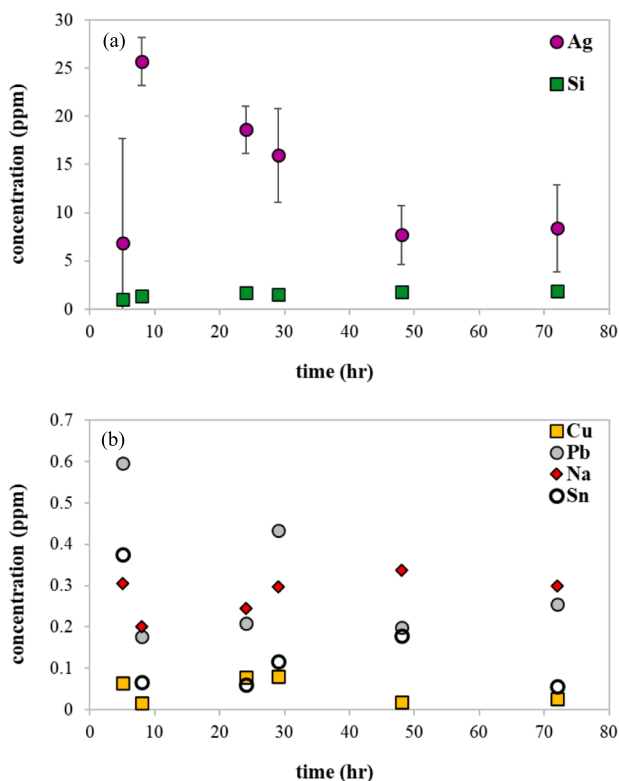 (a)
Ag
Si
30
25
20
15
10
5
0
0 10 20 30 40 50 60 70 80
concentration (ppm)
time (hr)
(b)
Cu
Pb
Na
Sn
0.7
0.6
0.5
0.4
0.3
0.2
0.1
0
0 10 20 30 40 50 60 70 80
concentration (ppm)
time (hr)